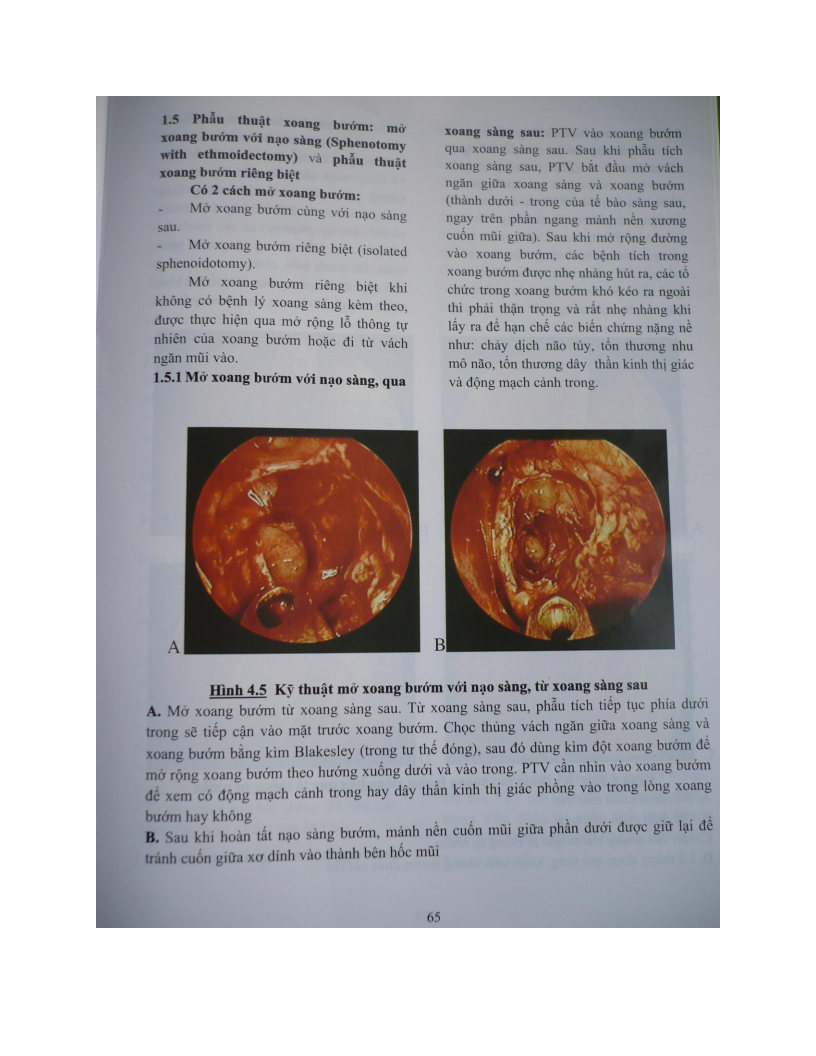 1.5 Phẫu thuật xoang bướm: mở
xoang bướm với nạo sàng (Sphenotomy
with ethmoidectomy) và phẫu thuật
xoang bướm riêng biệt
Có 2 cách mở xoang bướm:
- Mở xoang bướm cùng với nạo sàng
sau.
- Mở xoang bướm riêng biệt (isolated
sphenoidotomy).
Mở xoang bướm riêng biệt khi
không có bệnh lý xoang sàng kèm theo,
được thực hiện qua mở rộng lỗ thông tự
nhiên của xoang bướm hoặc đi từ vách
ngăn mũi vào.
1.5.1 Mở xoang bướm với nạo sàng, qua
xoang sàng sau: PTV vào xoang bướm
qua xoang sàng sau. Sau khi phẫu tích
xoang sàng sau, PTV bắt đầu mở vách
ngăn giữa xoang sàng và xoang bướm
(thành dưới - trong của tế bào sàng sau,
ngay trên phần ngang mảnh nền xương
cuốn mũi giữa). Sau khi mở rộng đường
vào xoang bướm, các bệnh tích trong
xoang bướm được nhẹ nhàng hút ra, các tổ
chức trong xoang bướm khó kéo ra ngoài
thì phải thận trọng và rất nhẹ nhàng khi
lấy ra để hạn chế các biến chứng nặng nề
như: chảy dịch não tủy, tổn thương nhu
mô não, tổn thương dây thần kinh thị giác
và động mạch cảnh trong.
A
B
Hình 4.5 Kỹ thuật mở xoang bướm với nạo sàng, từ xoang sàng sau
A. Mở xoang bướm từ xoang sàng sau. Từ xoang sàng sau, phẫu tích tiếp tục phía dưới
trong sẽ tiếp cận vào mặt trước xoang bướm. Chọc thủng vách ngăn giữa xoang sàng và
xoang bướm bằng kìm Blakesley (trong tư thế đóng), sau đó dùng kìm đột xoang bướm để
mở rộng xoang bướm theo hướng xuống dưới và vào trong. PTV cần nhìn vào xoang bướm
để xem có động mạch cảnh trong hay dây thần kinh thị giác phồng vào trong lòng xoang
bướm hay không
B. Sau khi hoàn tất nạo sàng bướm, mảnh nền cuốn mũi giữa phần dưới được giữ lại để
tránh cuốn giữa xơ dính vào thành bên hốc mũi
65